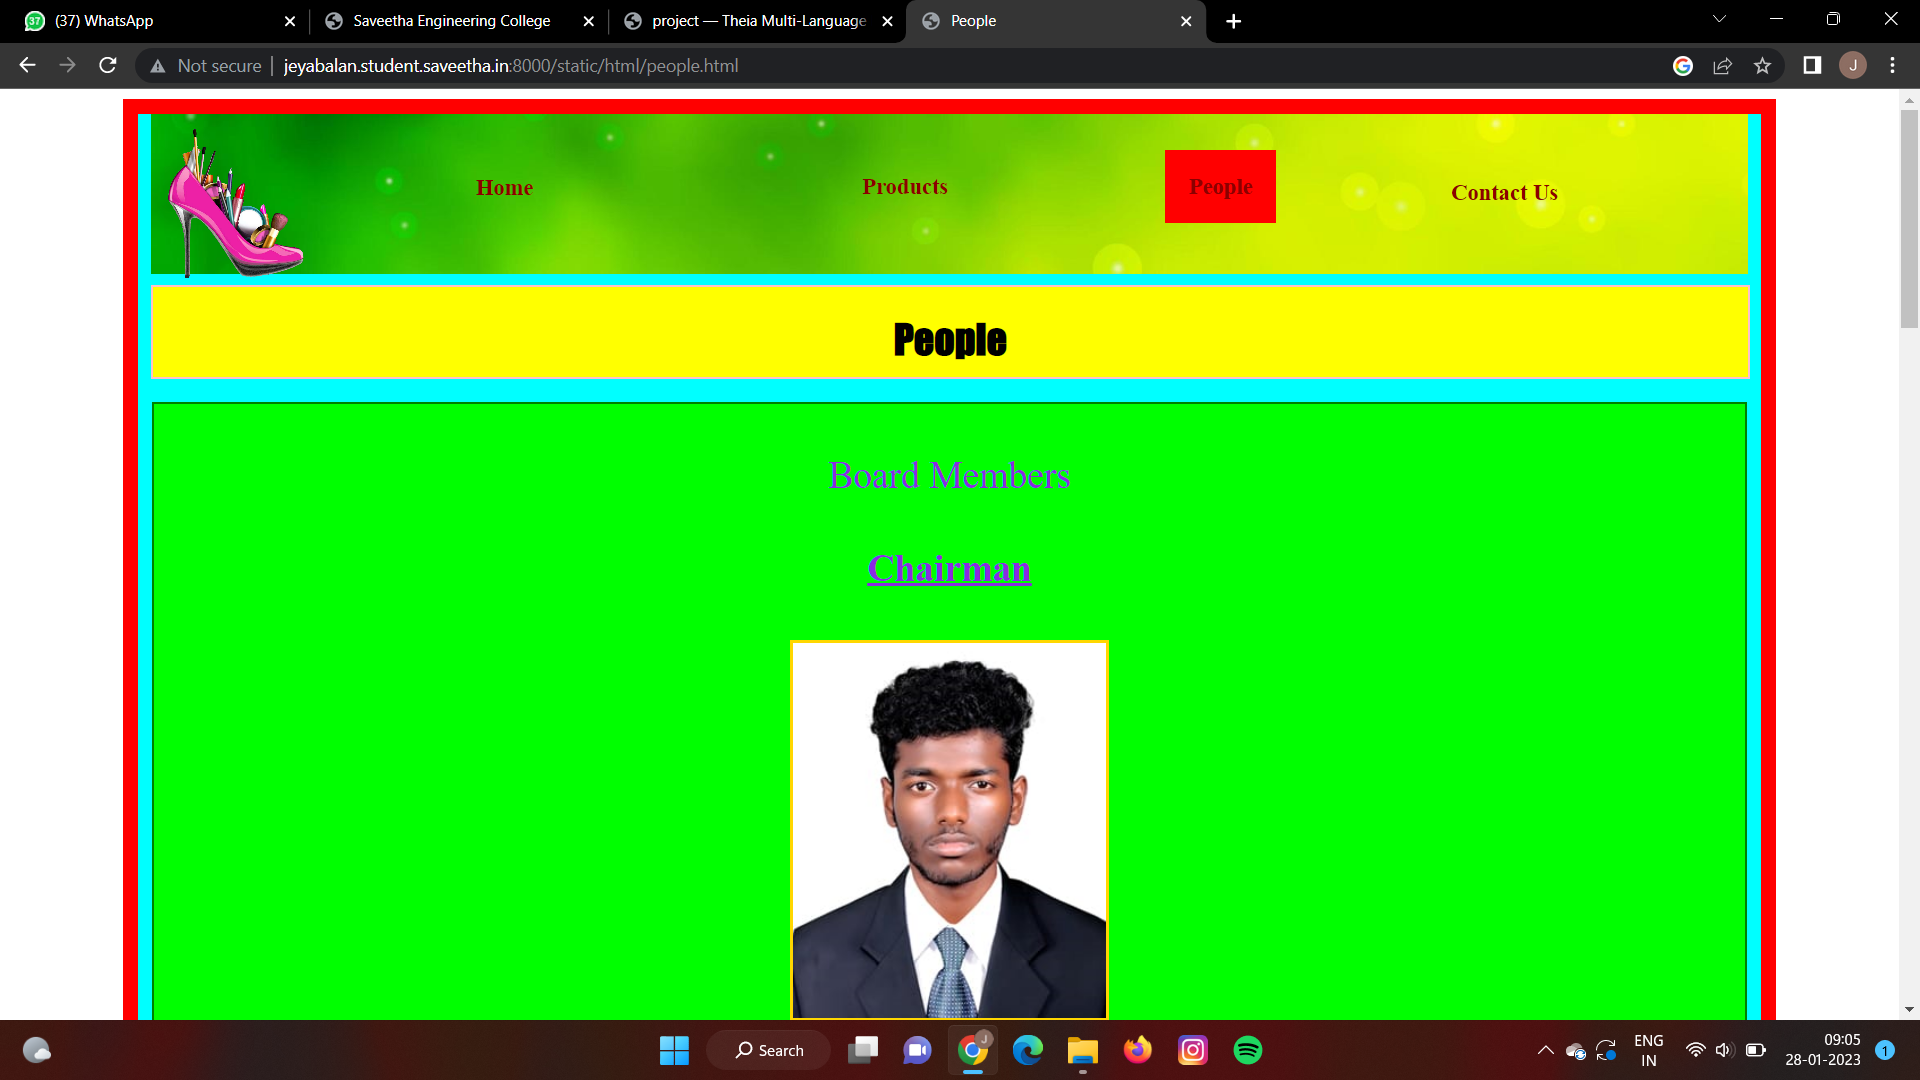 37 (37) WhatsApp
Saveetha Engineering College
project — Theia Multi-Language
People
Not secure jeyabalan.student.saveetha.in:8000/static/html/people.html
J
Home
Products
People
Contact Us
People
Board Members
Chairman
Search
J
ENG
IN
09:05
28-01-2023
1